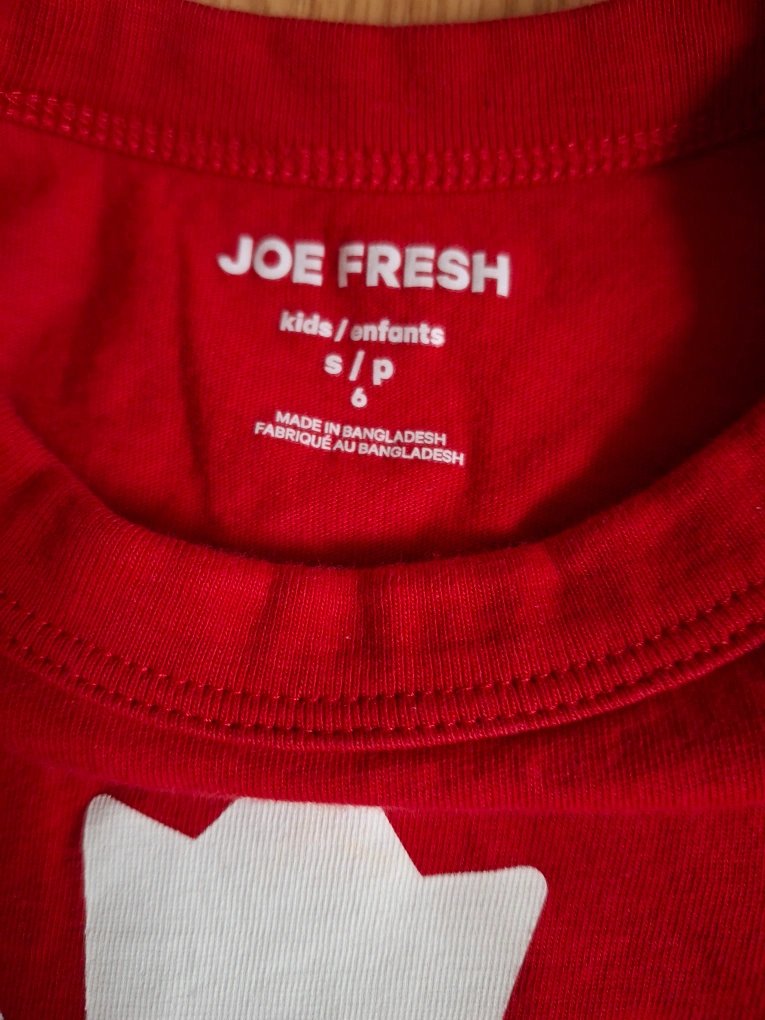 JOE FRESH
kids / enfants
s / p
6
MADE IN BANGLADESH
FABRIQUÉ AU BANGLADESH